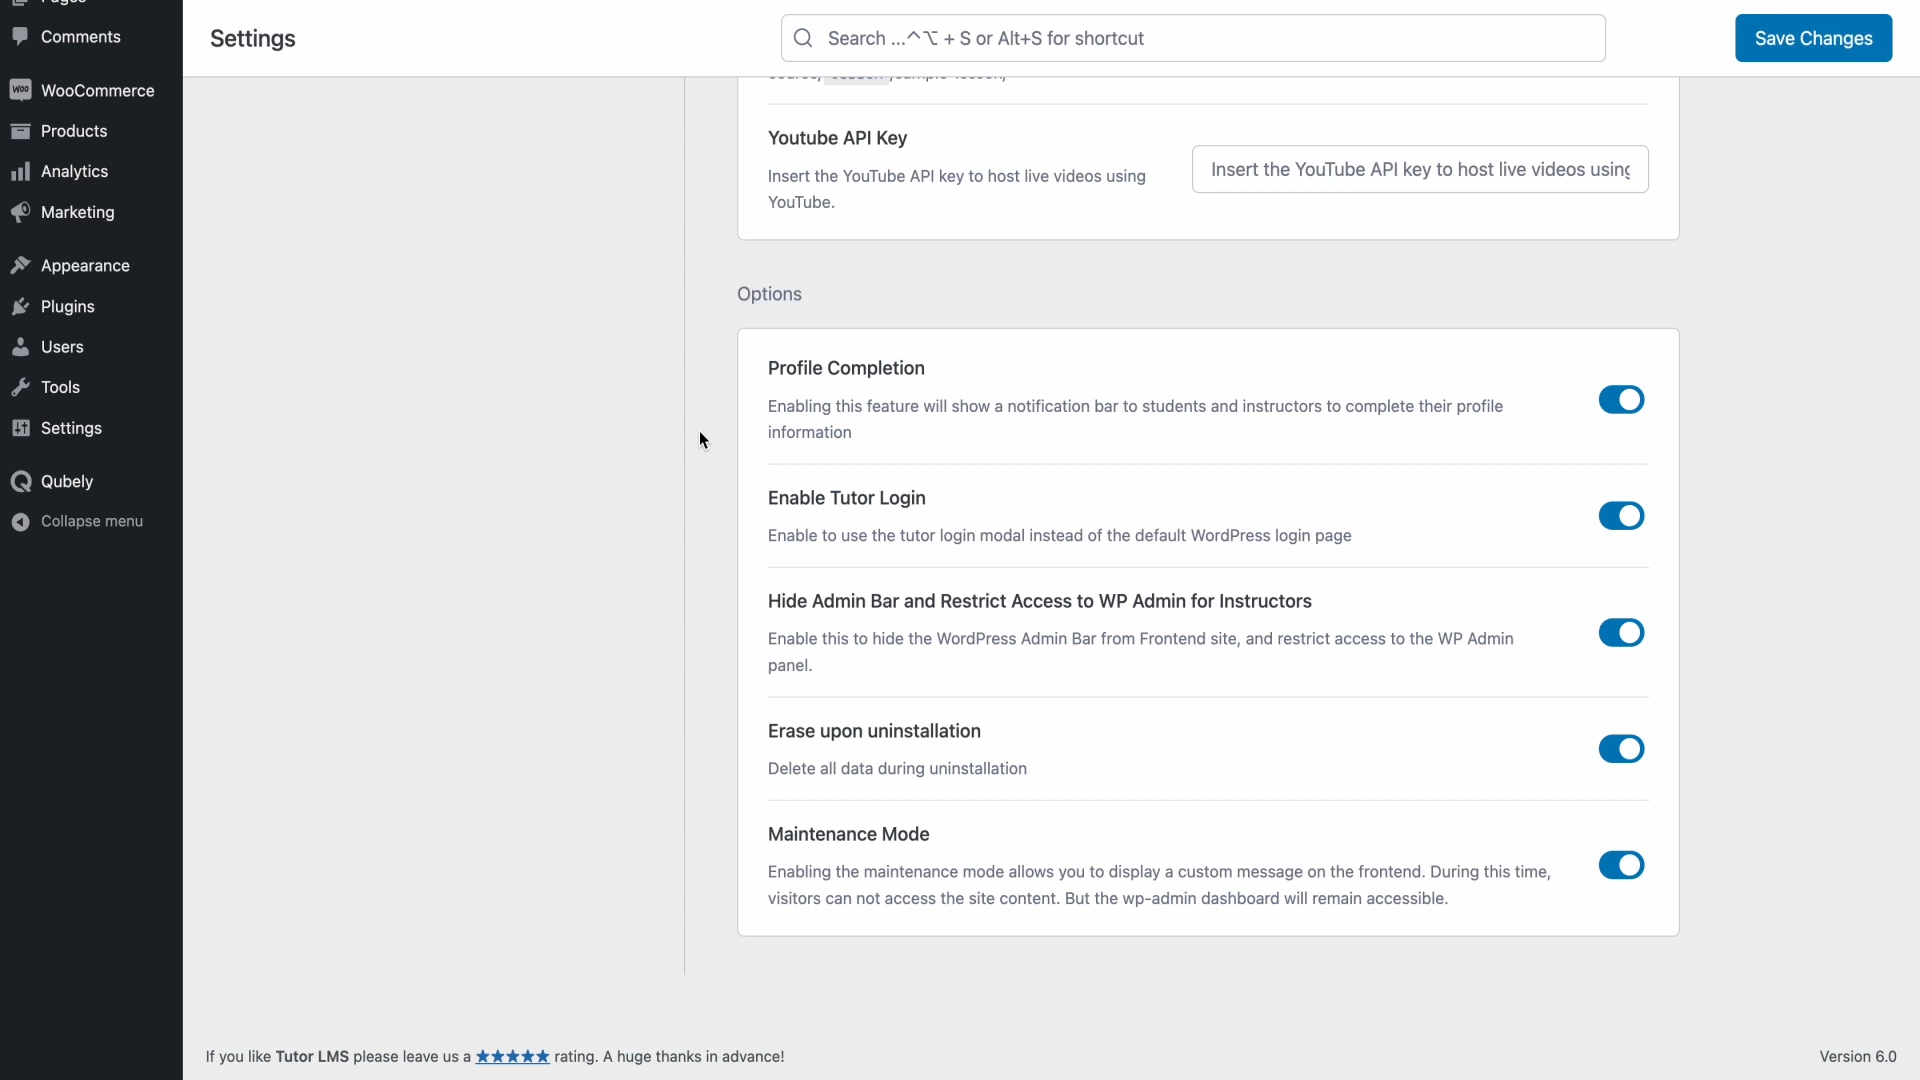 Comments
WooCommerce
Products
Analytics
Marketing
Appearance
Plugins
Users
Tools
Settings
Qubely
Collapse menu
Settings
Search ...^⌥ + S or Alt+S for shortcut
Save Changes
Youtube API Key
Insert the YouTube API key to host live videos using
YouTube.
Insert the YouTube API key to host live videos using
Options
Profile Completion
Enabling this feature will show a notification bar to students and instructors to complete their profile
information
Enable Tutor Login
Enable to use the tutor login modal instead of the default WordPress login page
Hide Admin Bar and Restrict Access to WP Admin for Instructors
Enable this to hide the WordPress Admin Bar from Frontend site, and restrict access to the WP Admin
panel.
Erase upon uninstallation
Delete all data during uninstallation
Maintenance Mode
Enabling the maintenance mode allows you to display a custom message on the frontend. During this time,
visitors can not access the site content. But the wp-admin dashboard will remain accessible.
If you like Tutor LMS please leave us a ★★★★★ rating. A huge thanks in advance!
Version 6.0